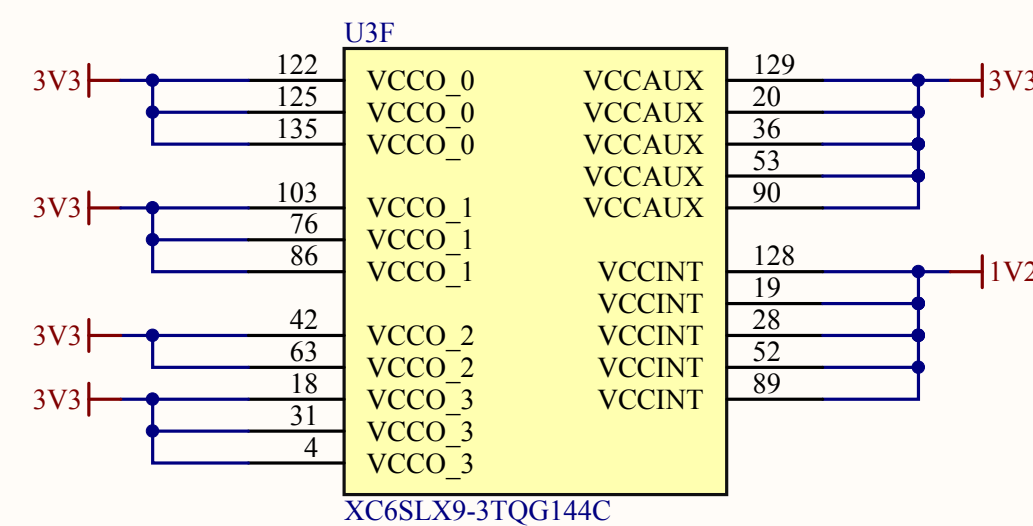 U3F
3V3 122 VCCO_0 VCCAUX 129 3V3
125 VCCO_0 VCCAUX 20
135 VCCO_0 VCCAUX 36
VCCAUX 53
3V3 103 VCCO_1 VCCAUX 90
76 VCCO_1
86 VCCO_1 VCCINT 128 1V2
VCCINT 19
3V3 42 VCCO_2 VCCINT 28
63 VCCO_2 VCCINT 52
3V3 18 VCCO_3 VCCINT 89
31 VCCO_3
4 VCCO_3
XC6SLX9-3TQG144C